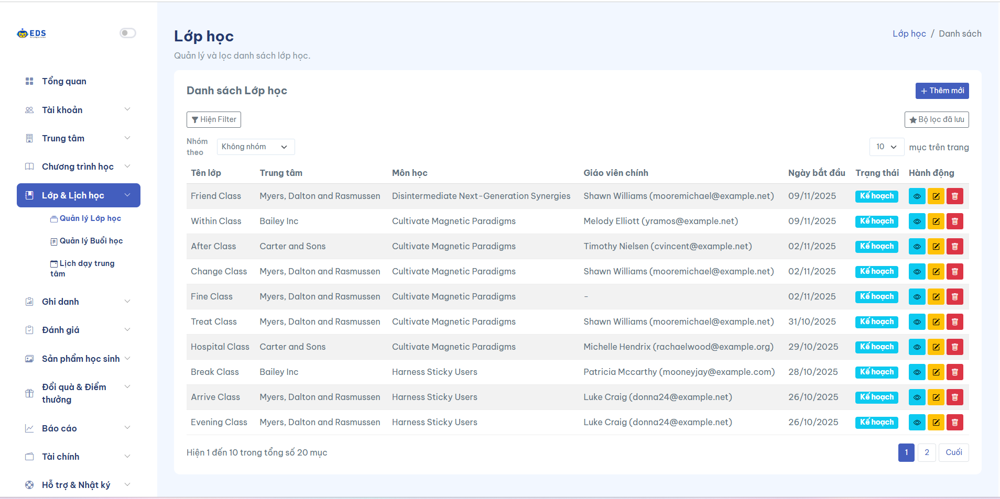 EDS
Tổng quan
Tài khoản
Trung tâm
Chương trình học
Lớp & Lịch học
Quản lý Lớp học
Quản lý Buổi học
Lịch dạy trung
tâm
Ghi danh
Đánh giá
Sản phẩm học sinh
Đổi quà & Điểm
thưởng
Báo cáo
Tài chính
Hỗ trợ & Nhật ký
Lớp học
Lớp học / Danh sách
Quản lý và lọc danh sách lớp học.
Danh sách Lớp học
+ Thêm mới
Hiện Filter
Bộ lọc đã lưu
Nhóm
theo
Không nhóm
10 mục trên trang
Tên lớp Trung tâm Môn học Giáo viên chính Ngày bắt đầu Trạng thái Hành động
Friend Class Myers, Dalton and Rasmussen Disintermediate Next-Generation Synergies Shawn Williams (mooremichael@example.net) 09/11/2025 Kế hoạch
Within Class Bailey Inc Cultivate Magnetic Paradigms Melody Elliott (yramos@example.net) 09/11/2025 Kế hoạch
After Class Carter and Sons Cultivate Magnetic Paradigms Timothy Nielsen (cvincent@example.net) 02/11/2025 Kế hoạch
Change Class Myers, Dalton and Rasmussen Cultivate Magnetic Paradigms Shawn Williams (mooremichael@example.net) 02/11/2025 Kế hoạch
Fine Class Myers, Dalton and Rasmussen Cultivate Magnetic Paradigms - 02/11/2025 Kế hoạch
Treat Class Myers, Dalton and Rasmussen Cultivate Magnetic Paradigms Shawn Williams (mooremichael@example.net) 31/10/2025 Kế hoạch
Hospital Class Carter and Sons Cultivate Magnetic Paradigms Michelle Hendrix (rachaelwood@example.org) 29/10/2025 Kế hoạch
Break Class Bailey Inc Harness Sticky Users Patricia Mccarthy (mooneyjay@example.com) 28/10/2025 Kế hoạch
Arrive Class Myers, Dalton and Rasmussen Harness Sticky Users Luke Craig (donna24@example.net) 26/10/2025 Kế hoạch
Evening Class Myers, Dalton and Rasmussen Harness Sticky Users Luke Craig (donna24@example.net) 26/10/2025 Kế hoạch
Hiện 1 đến 10 trong tổng số 20 mục
1 2 Cuối